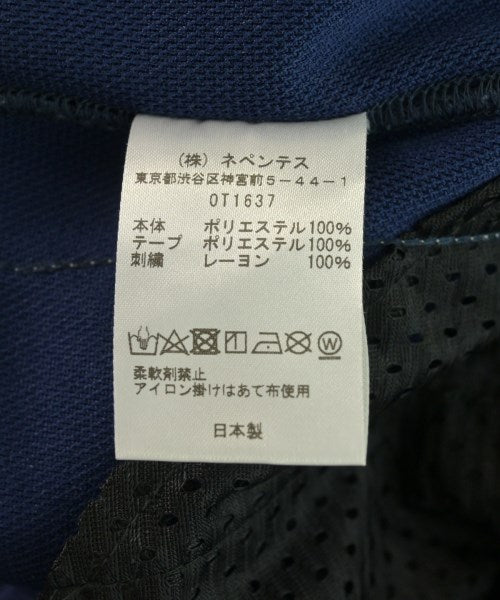 （株）ネペンテス
東京都渋谷区神宮前５－４４－１
OT1637
本体 ポリエステル100%
テープ ポリエステル100%
刺繍 レーヨン 100%
W
柔軟剤禁止
アイロン掛けはあて布使用
日本製